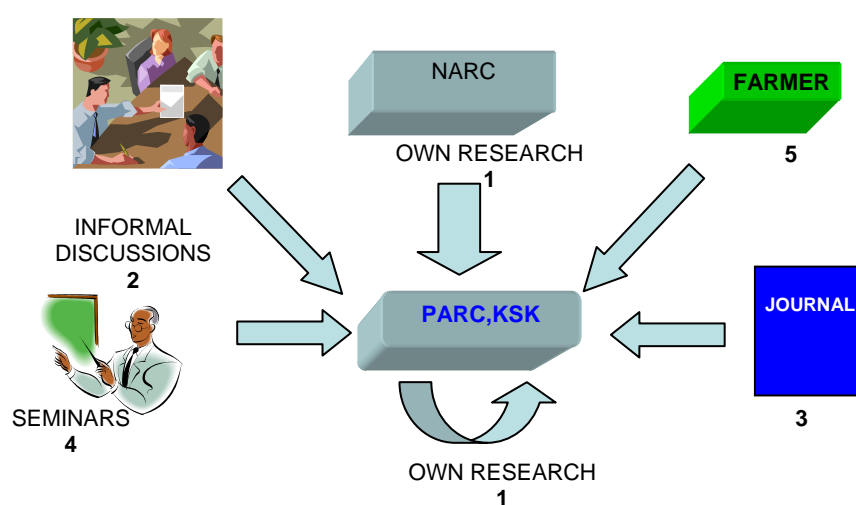 NARC
OWN RESEARCH
1
FARMER
5
INFORMAL
DISCUSSIONS
2
PARC,KSK
JOURNAL
3
SEMINARS
4
OWN RESEARCH
1